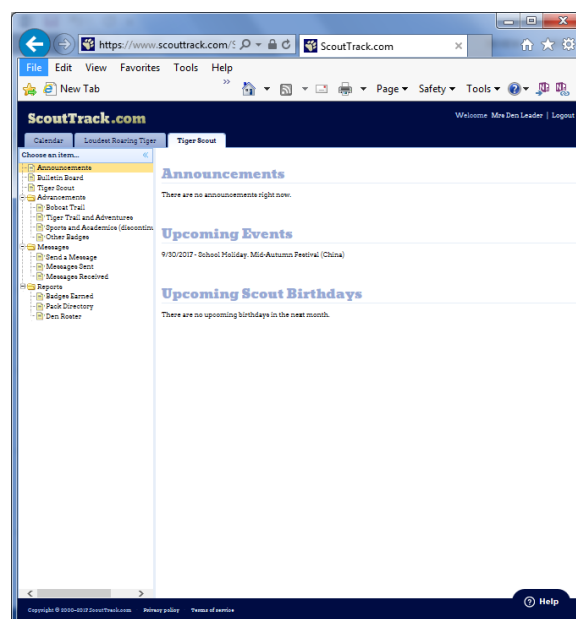 https://www.scouttrack.com/S
ScoutTrack.com
File Edit View Favorites Tools Help
New Tab
Page Safety Tools
ScoutTrack.com
Welcome Mrs Den Leader | Logout
Calendar Loudest Roaring Tiger Tiger Scout
Choose an item...
Announcements
Bulletin Board
Tiger Scout
Advancements
Bobcat Trail
Tiger Trail and Adventures
Sports and Academics (discontinu
Other Badges
Messages
Send a Message
Messages Sent
Messages Received
Reports
Badges Earned
Pack Directory
Den Roster
Announcements
There are no announcements right now.
Upcoming Events
9/30/2017 - School Holiday. Mid-Autumn Festival (China)
Upcoming Scout Birthdays
There are no upcoming birthdays in the next month.
Help
Copyright © 2000-2017 ScoutTrack.com Privacy policy Terms of service